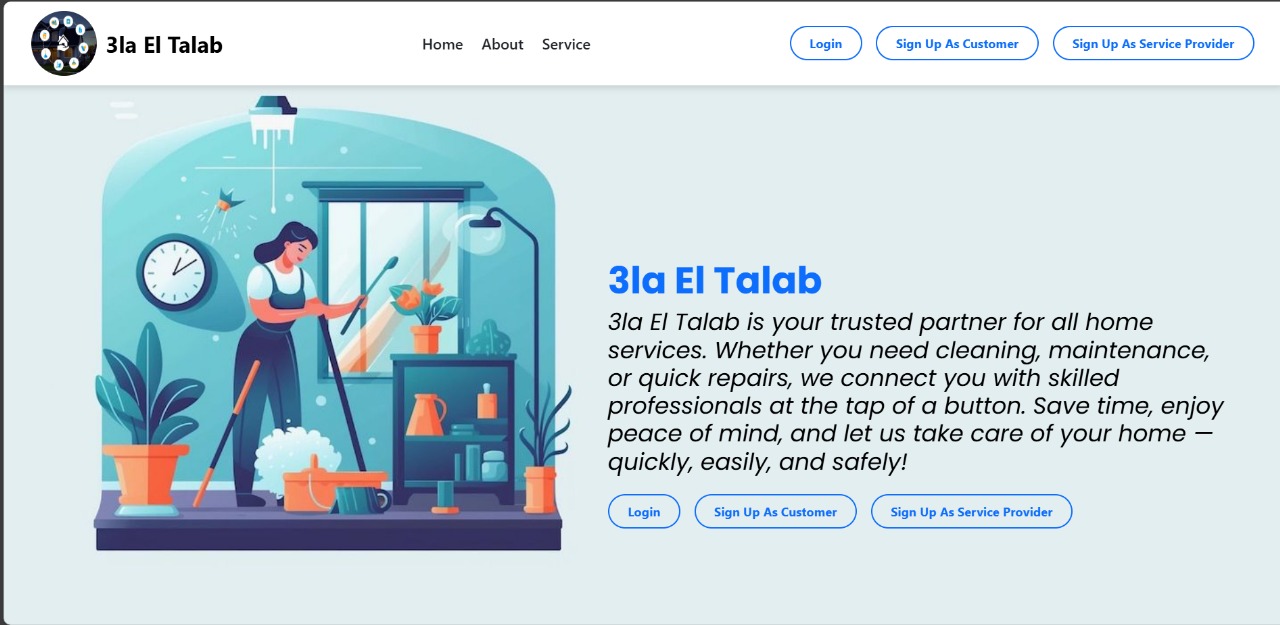 3la El Talab
Home About Service
Login Sign Up As Customer Sign Up As Service Provider
3la El Talab
3la El Talab is your trusted partner for all home
services. Whether you need cleaning, maintenance,
or quick repairs, we connect you with skilled
professionals at the tap of a button. Save time, enjoy
peace of mind, and let us take care of your home —
quickly, easily, and safely!
Login Sign Up As Customer Sign Up As Service Provider